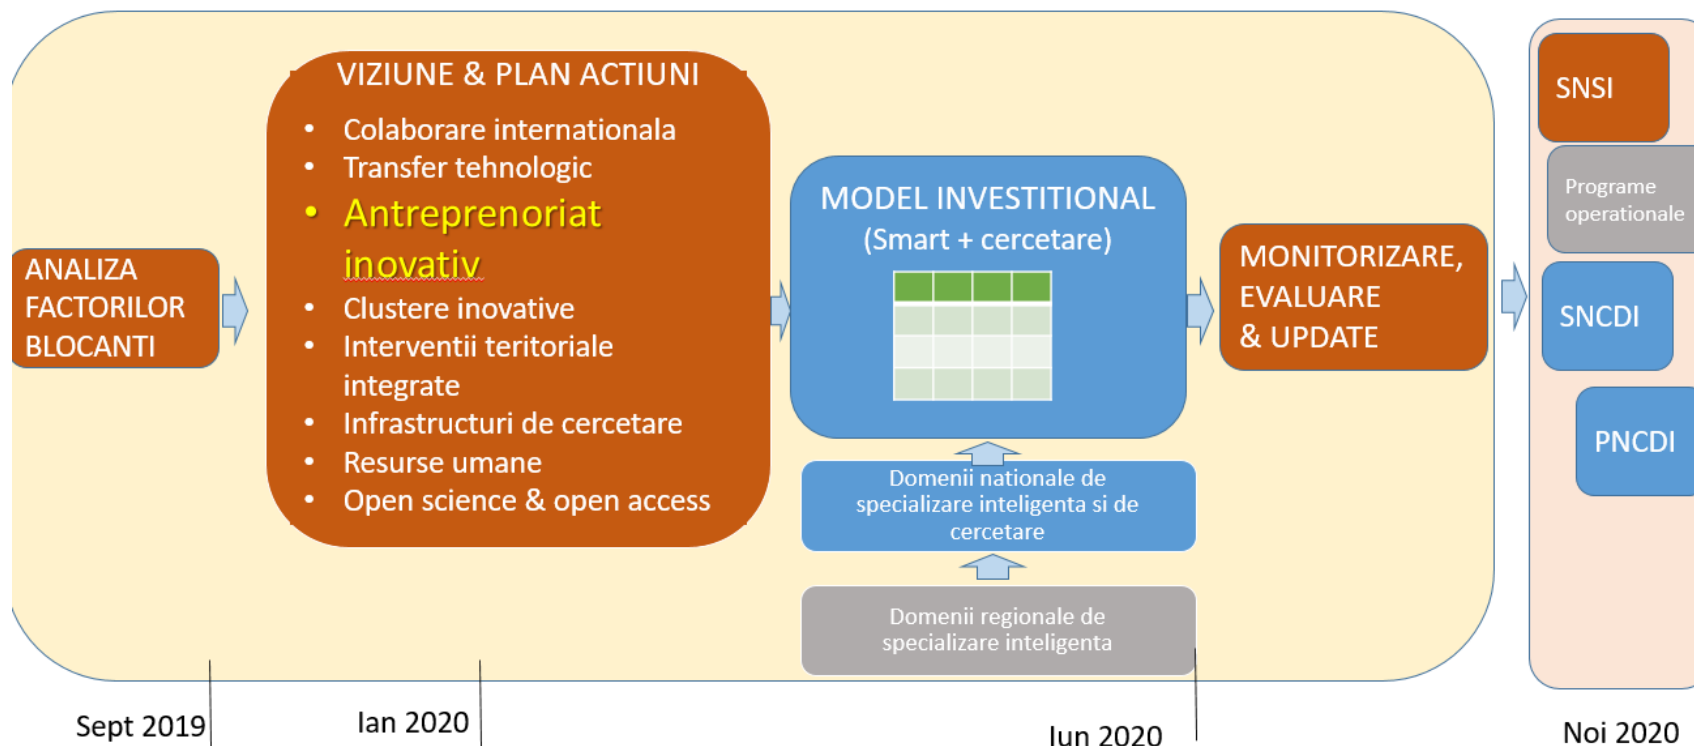 ANALIZA
FACTORILOR
BLOCANTI
VIZIUNE & PLAN ACTIUNI
• Colaborare internationala
• Transfer tehnologic
• Antreprenoriat
inovativ
• Clustere inovative
• Interventii teritoriale
integrate
• Infrastructuri de cercetare
• Resurse umane
• Open science & open access
MODEL INVESTITIONAL
(Smart + cercetare)
Domenii nationale de
specializare inteligenta si de
cercetare
Domenii regionale de
specializare inteligenta
MONITORIZARE,
EVALUARE
& UPDATE
SNSI
Programe
operationale
SNCDI
PNCDI
Sept 2019
Ian 2020
Iun 2020
Noi 2020